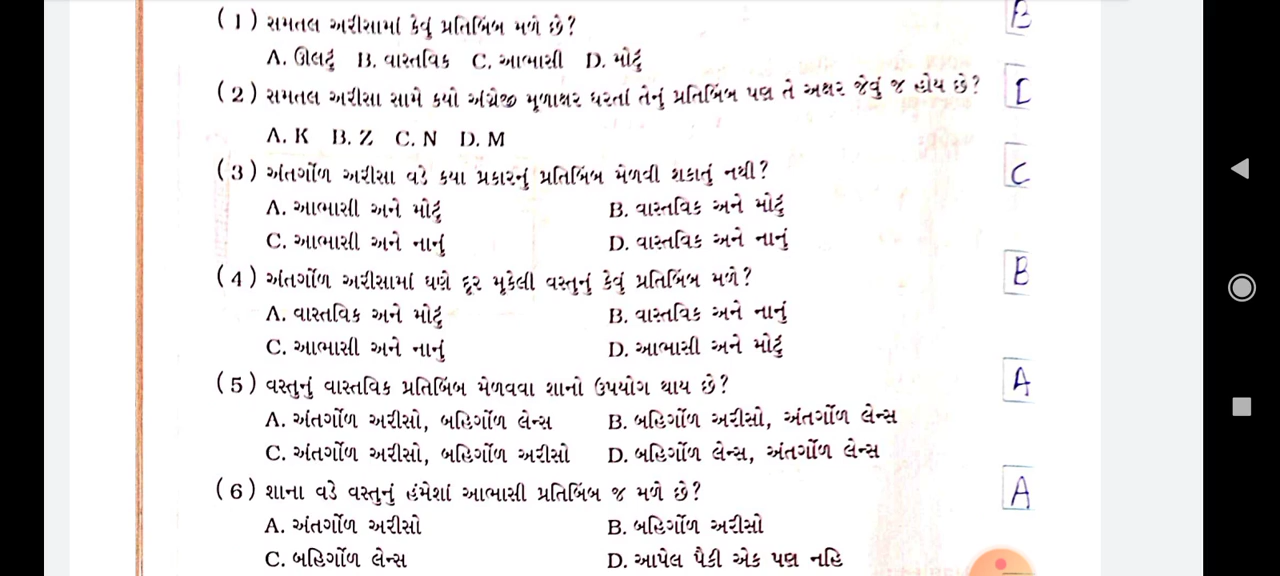 (1) સમતલ અરીસામાં કેવું પ્રતિબિંબ મળે છે? B
A. ઊલટું B. વાસ્તવિક C. આભાસી D. મોટું
(2) સમતલ અરીસા સામે કયો અંગ્રેજી મૂળાક્ષર ધરતાં તેનું પ્રતિબિંબ પણ તે અક્ષર જેવું જ હોય છે?
A. K B. Z C. N D. M
(3) અંતર્ગોળ અરીસા વડે કયા પ્રકારનું પ્રતિબિંબ મેળવી શકાતું નથી? C
A. આભાસી અને મોટું B. વાસ્તવિક અને મોટું
C. આભાસી અને નાનું D. વાસ્તવિક અને નાનું
(4) અંતર્ગોળ અરીસામાં ઘણે દૂર મૂકેલી વસ્તુનું કેવું પ્રતિબિંબ મળે? B
A. વાસ્તવિક અને મોટું B. વાસ્તવિક અને નાનું
C. આભાસી અને નાનું D. આભાસી અને મોટું
(5) વસ્તુનું વાસ્તવિક પ્રતિબિંબ મેળવવા શાનો ઉપયોગ થાય છે? A
A. અંતર્ગોળ અરીસો, બહિર્ગોળ લેન્સ B. બહિર્ગોળ અરીસો, અંતર્ગોળ લેન્સ
C. અંતર્ગોળ અરીસો, બહિર્ગોળ અરીસો D. બહિર્ગોળ લેન્સ, અંતર્ગોળ લેન્સ
(6) શાના વડે વસ્તુનું હંમેશાં આભાસી પ્રતિબિંબ જ મળે છે? A
A. અંતર્ગોળ અરીસો B. બહિર્ગોળ અરીસો
C. બહિર્ગોળ લેન્સ D. આપેલ પૈકી એક પણ નહિ